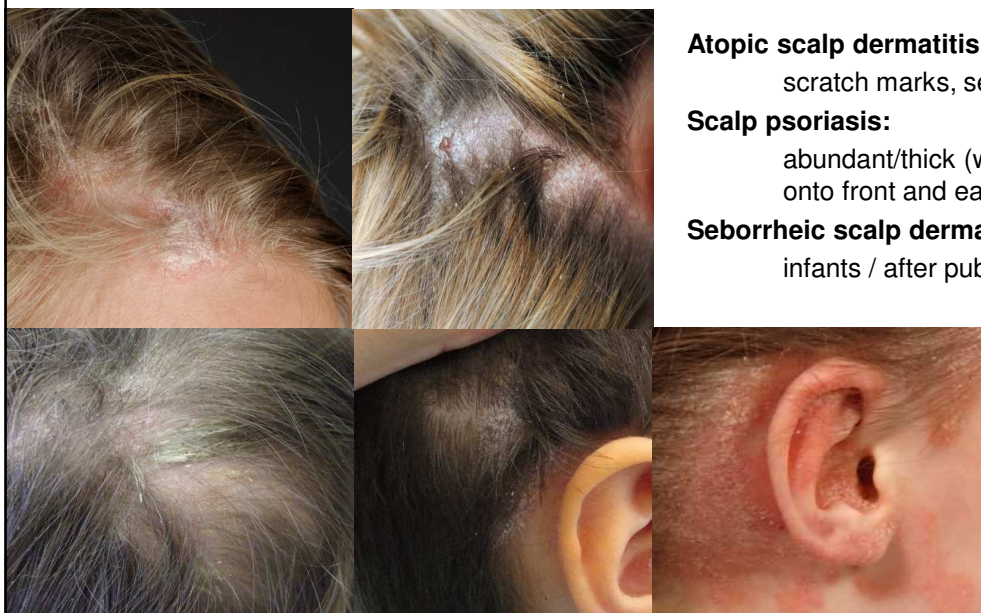 Atopic scalp dermatitis
scratch marks, se
Scalp psoriasis:
abundant/thick (w
onto front and ea
Seborrheic scalp derma
infants / after pub